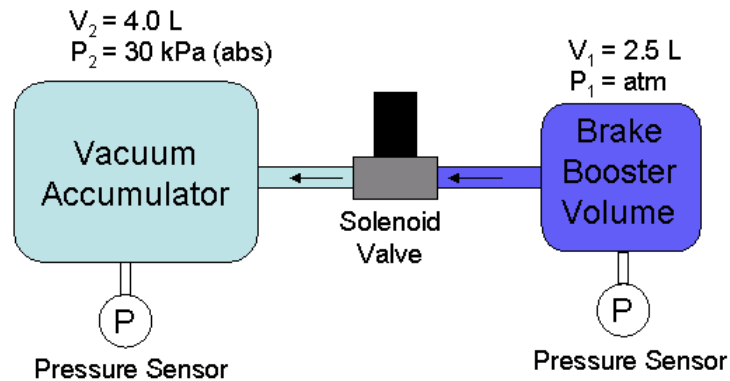 V₂ = 4.0 L
P₂ = 30 kPa (abs)
Vacuum
Accumulator
P
Pressure Sensor
Solenoid
Valve
V₁ = 2.5 L
P₁ = atm
Brake
Booster
Volume
P
Pressure Sensor